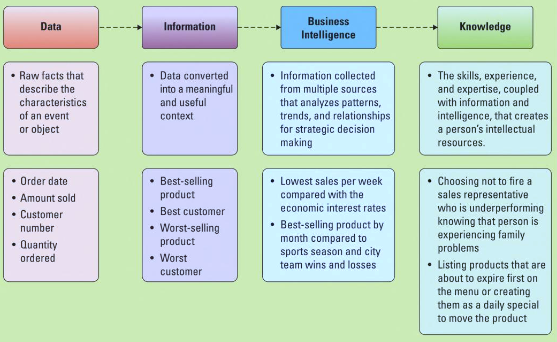 Data
Information
Business
Intelligence
Knowledge
• Raw facts that
describe the
characteristics
of an event
or object
• Data converted
into a meaningful
and useful
context
• Information collected
from multiple sources
that analyzes patterns,
trends, and relationships
for strategic decision
making
• The skills, experience,
and expertise, coupled
with information and
intelligence, that creates
a person's intellectual
resources.
• Order date
• Amount sold
• Customer
number
• Quantity
ordered
• Best-selling
product
• Best customer
• Worst-selling
product
• Worst
customer
• Lowest sales per week
compared with the
economic interest rates
• Best-selling product by
month compared to
sports season and city
team wins and losses
• Choosing not to fire a
sales representative
who is underperforming
knowing that person is
experiencing family
problems
• Listing products that are
about to expire first on
the menu or creating
them as a daily special
to move the product